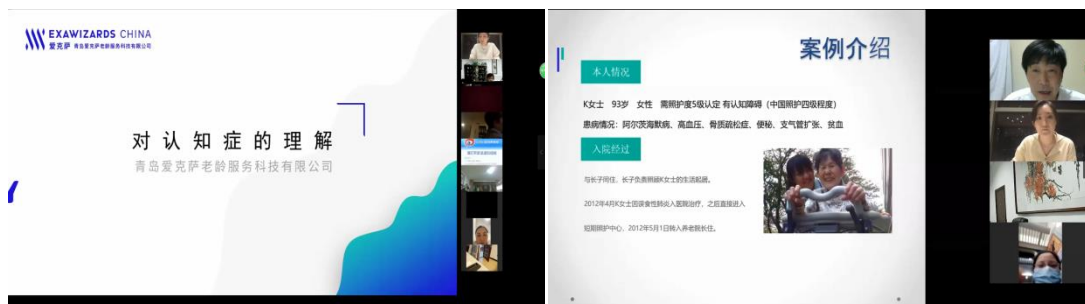 EXAWIZARDS CHINA
爱克萨 青岛爱克萨老龄服务科技有限公司
对认知症的理解
青岛爱克萨老龄服务科技有限公司
案例介绍
本人情况
K女士 93岁 女性 需照护度5级认定 有认知障碍（中国照护四级程度）
患病情况：阿尔茨海默病、高血压、骨质疏松症、便秘、支气管扩张、贫血
入院经过
与长子同住，长子负责照顾K女士的生活起居。
2012年4月K女士因误食性肺炎入医院治疗，之后直接进入
短期照护中心，2012年5月1日转入养老院长住。